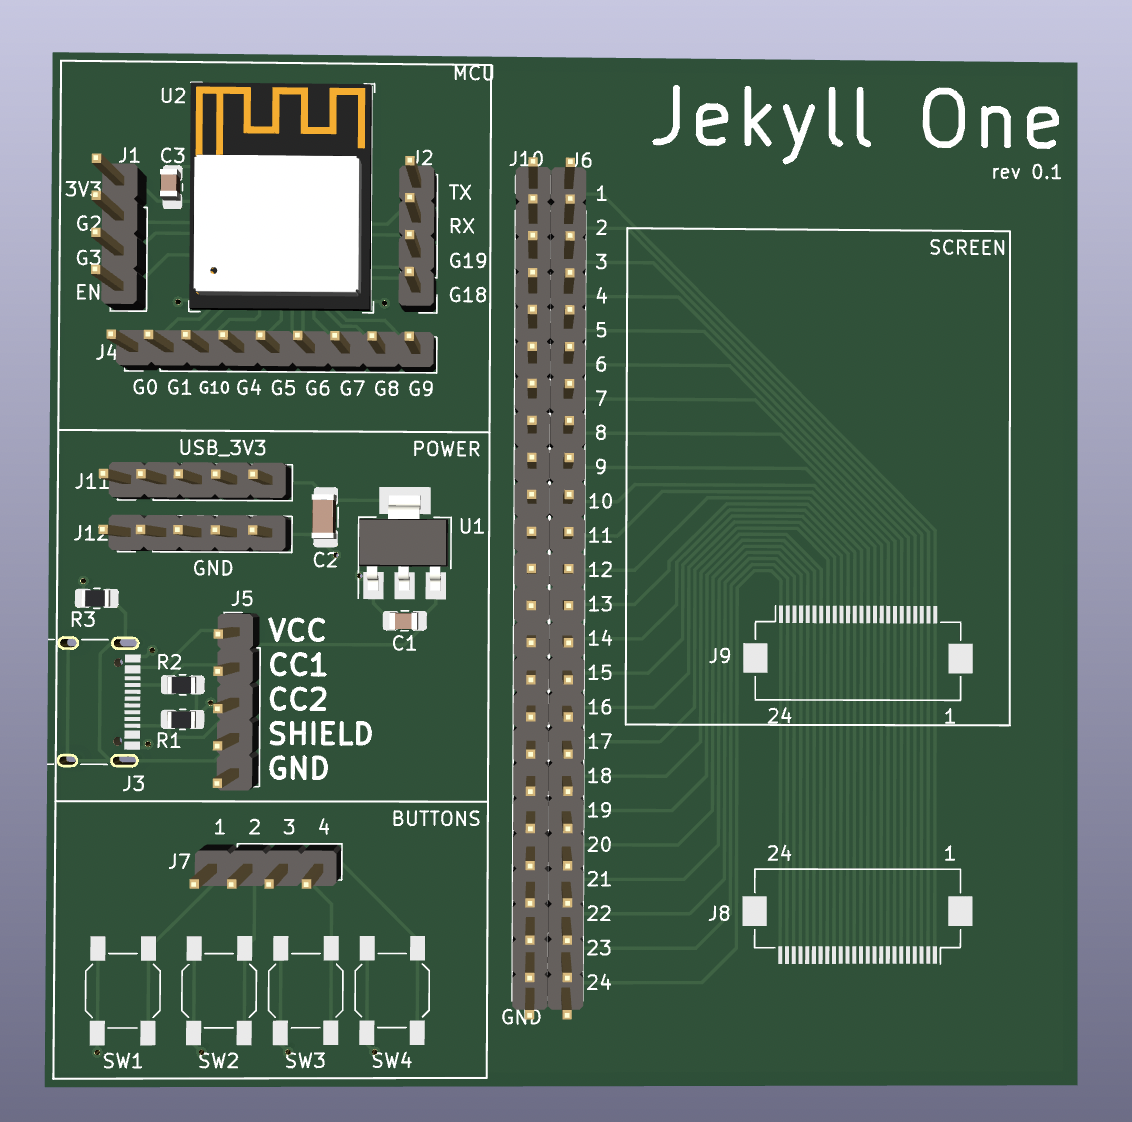 MCU
U2
Jekyll One
rev 0.1
J1
C3
J2
J10
J6
3V3
G2
G3
EN
TX
RX
G19
G18
J4
G0 G1 G10 G4 G5 G6 G7 G8 G9
SCREEN
1
2
3
4
5
6
7
8
9
10
11
12
13
14
15
16
17
18
19
20
21
22
23
24
GND
USB_3V3
POWER
J11
J12
GND
C2
U1
R3
J5
C1
VCC
CC1
CC2
SHIELD
GND
R2
R1
J3
J9
24 1
BUTTONS
1 2 3 4
J7
24 1
J8
SW1 SW2 SW3 SW4